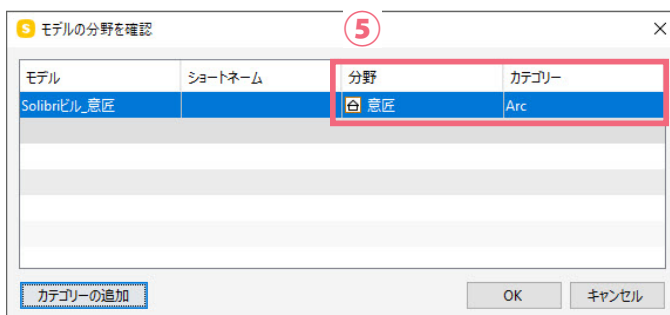 S モデルの分野を確認
⑤
モデル ショートネーム 分野 カテゴリー
Solibriビル_意匠 意匠 Arc
カテゴリーの追加 OK キャンセル